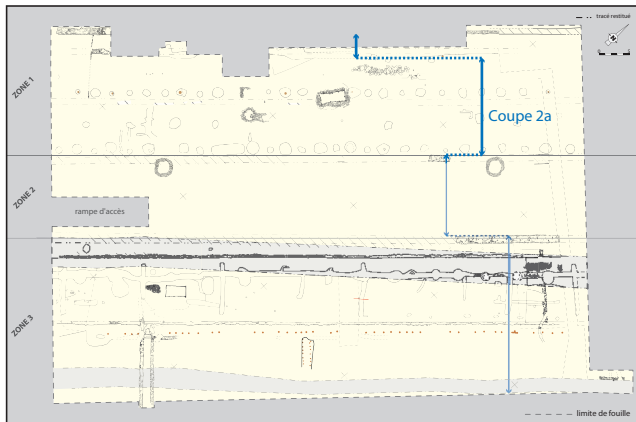 tracé restitué
ZONE 1
Coupe 2a
ZONE 2
rampe d'accès
ZONE 3
limite de fouille